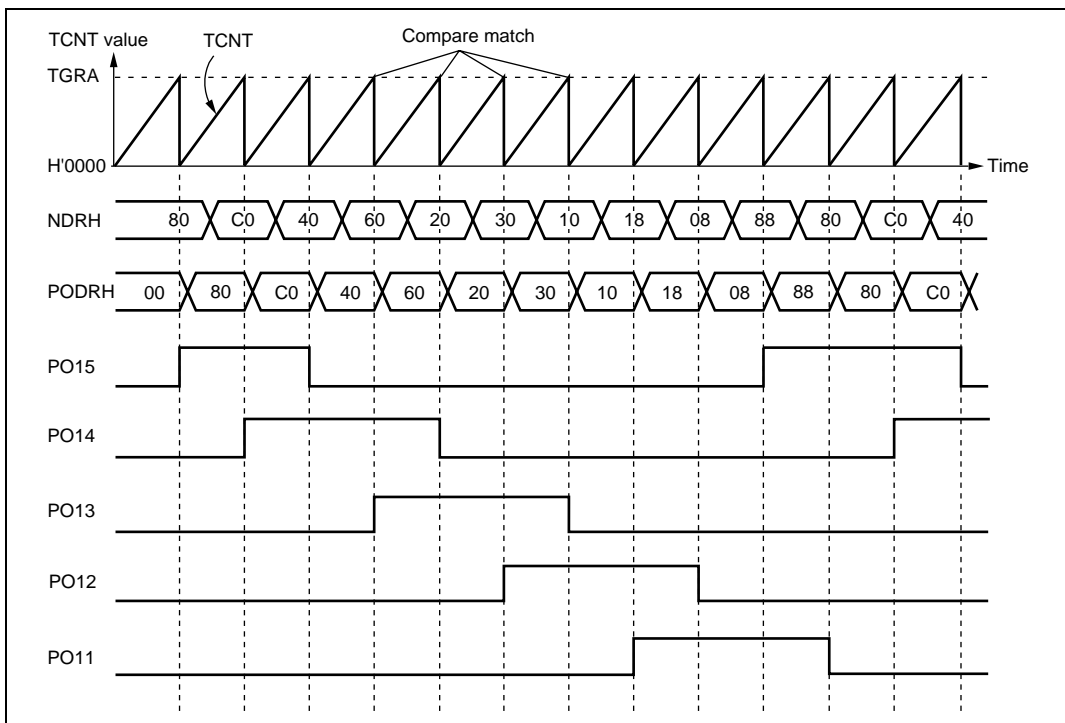 TCNT value
TCNT
Compare match
TGRA
H'0000
Time
NDRH
80 C0 40 60 20 30 10 18 08 88 80 C0 40
PODRH
00 80 C0 40 60 20 30 10 18 08 88 80 C0
PO15
PO14
PO13
PO12
PO11